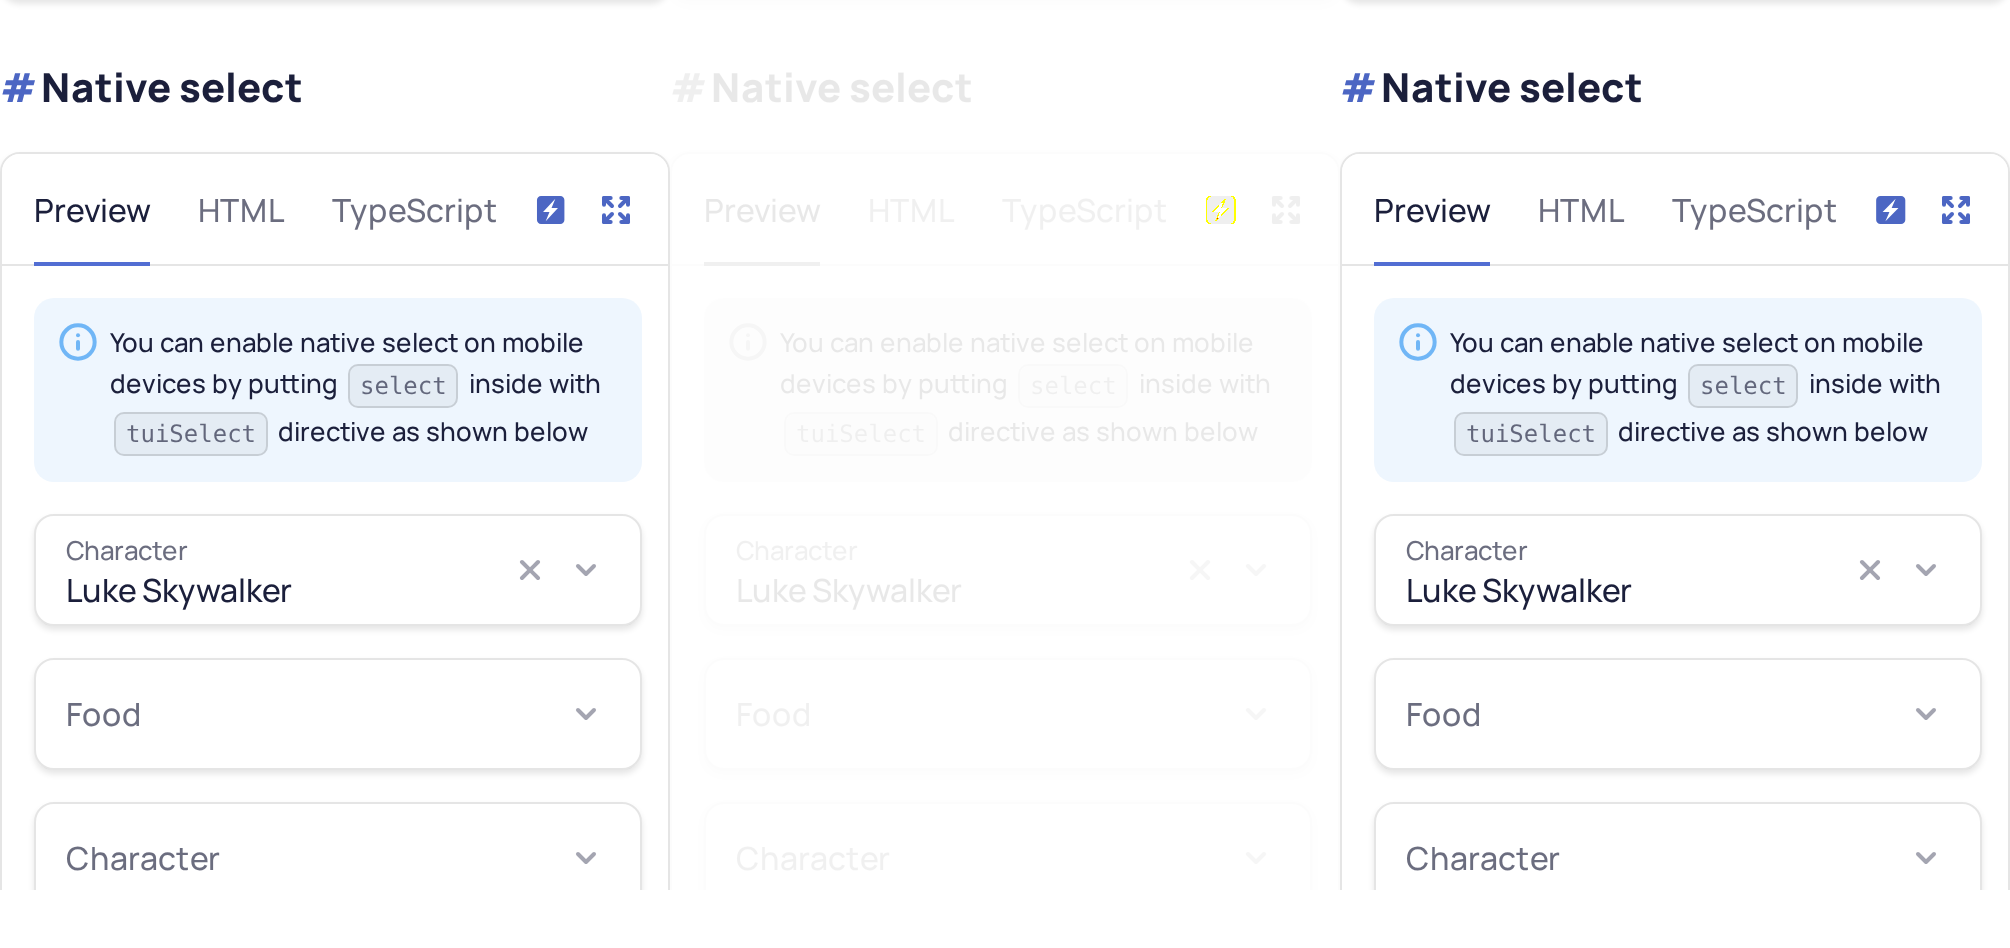 # Native select
Preview HTML TypeScript
You can enable native select on mobile
devices by putting select inside with
tuiSelect directive as shown below
Character
Luke Skywalker
Food
Character
# Native select
Preview HTML TypeScript
You can enable native select on mobile
devices by putting select inside with
tuiSelect directive as shown below
Character
Luke Skywalker
Food
Character
# Native select
Preview HTML TypeScript
You can enable native select on mobile
devices by putting select inside with
tuiSelect directive as shown below
Character
Luke Skywalker
Food
Character